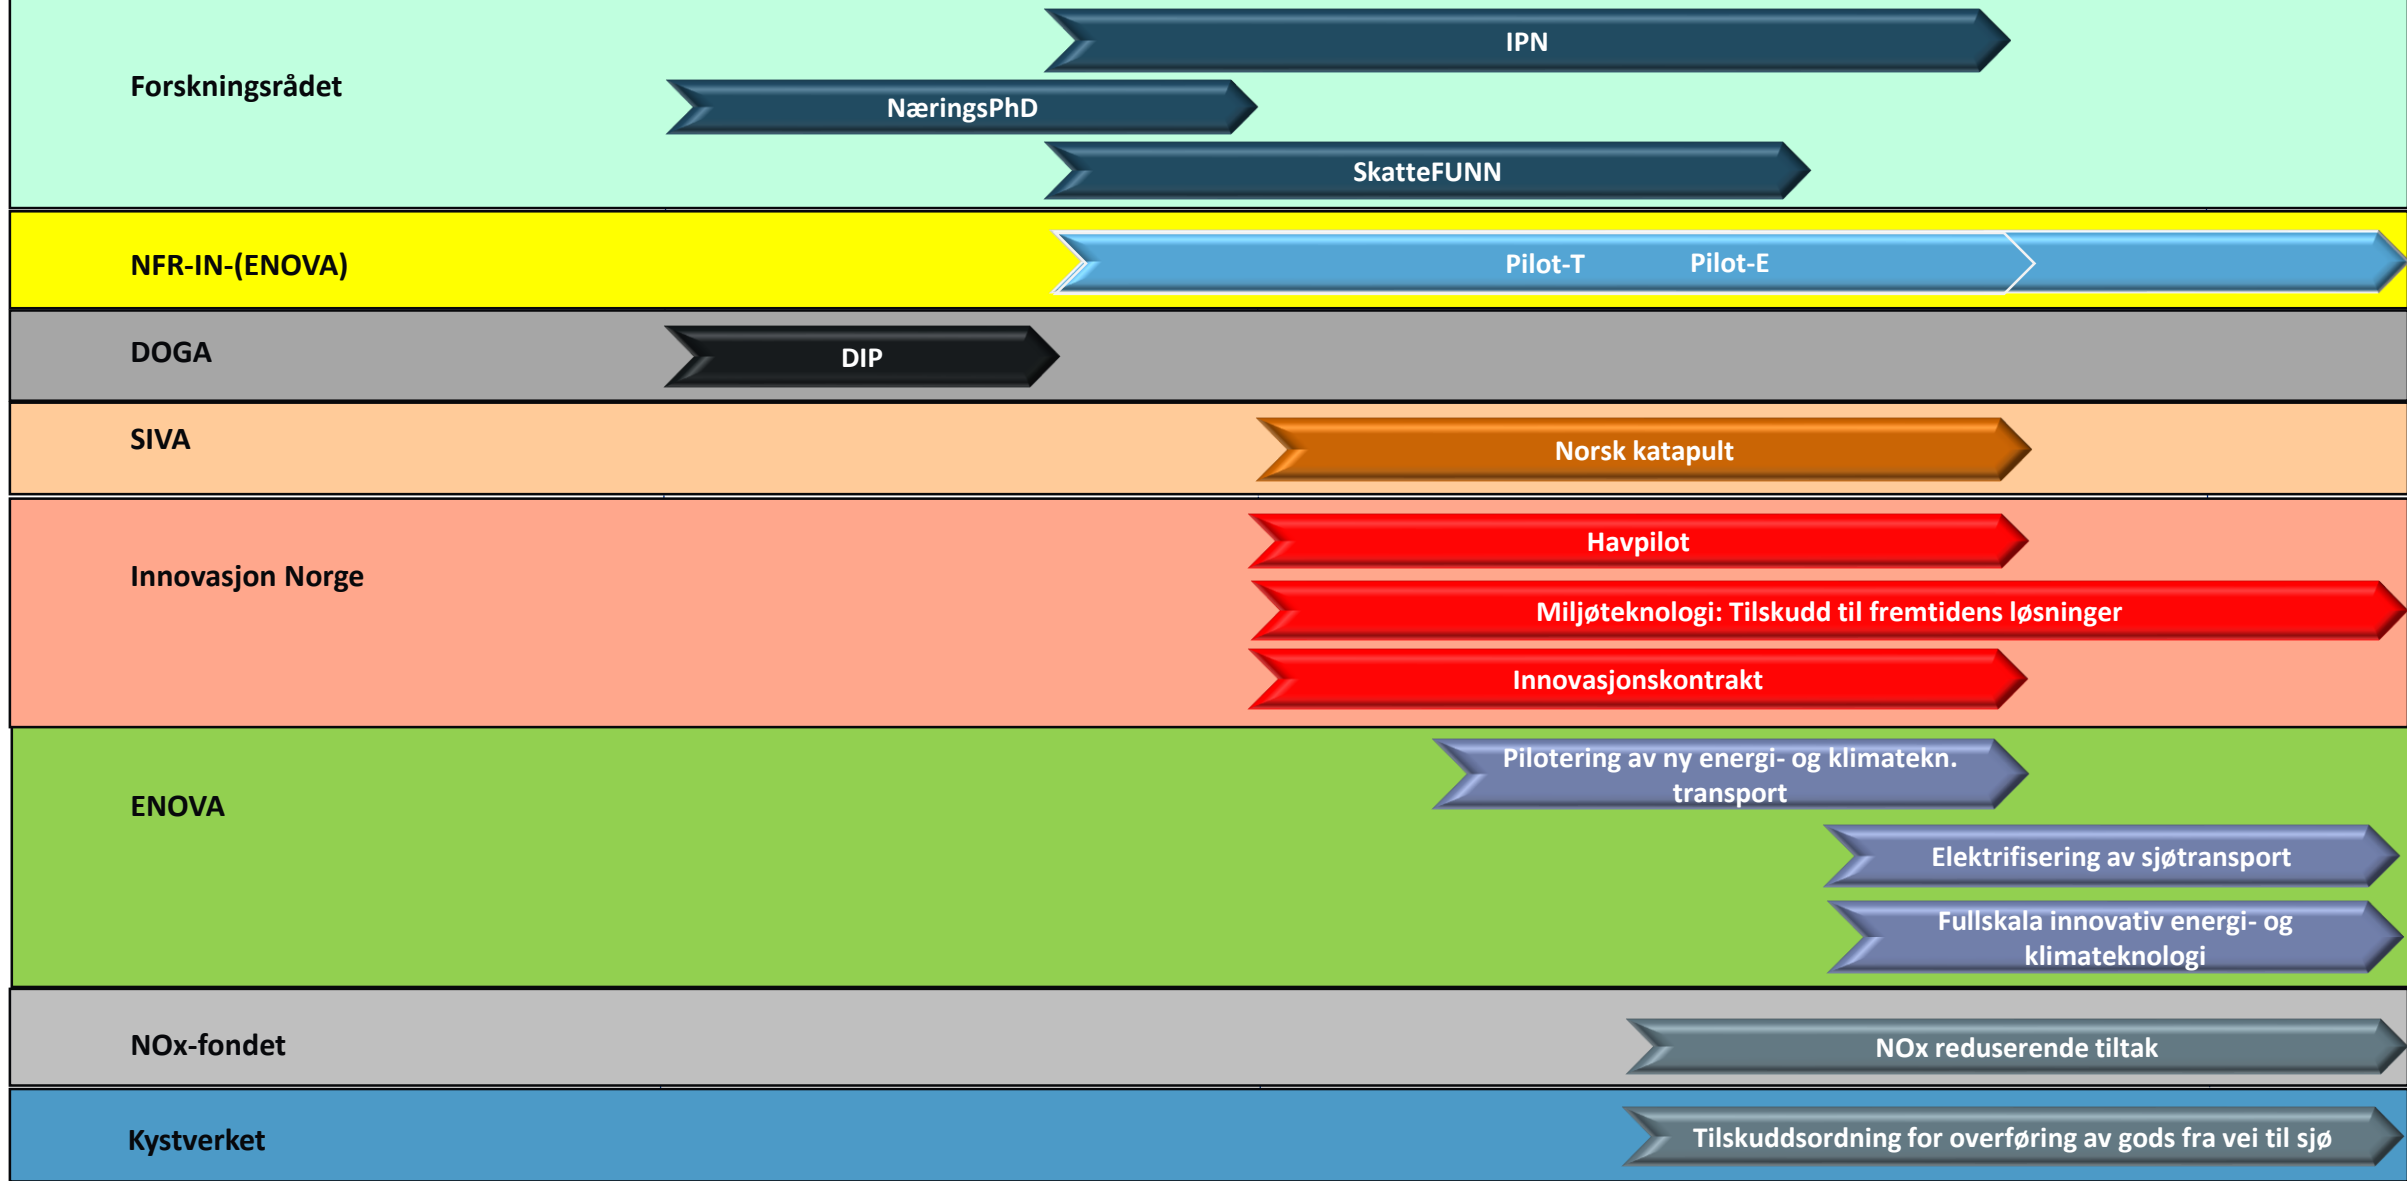 IPN
Forskningsrådet
NæringsPhD
SkatteFUNN
NFR-IN-(ENOVA)
Pilot-T
Pilot-E
DOGA
DIP
SIVA
Norsk katapult
Havpilot
Innovasjon Norge
Miljøteknologi: Tilskudd til fremtidens løsninger
Innovasjonskontrakt
Pilotering av ny energi- og klimatekn.
transport
ENOVA
Elektrifisering av sjøtransport
Fullskala innovativ energi- og
klimateknologi
NOx-fondet
NOx reduserende tiltak
Kystverket
Tilskuddsordning for overføring av gods fra vei til sjø